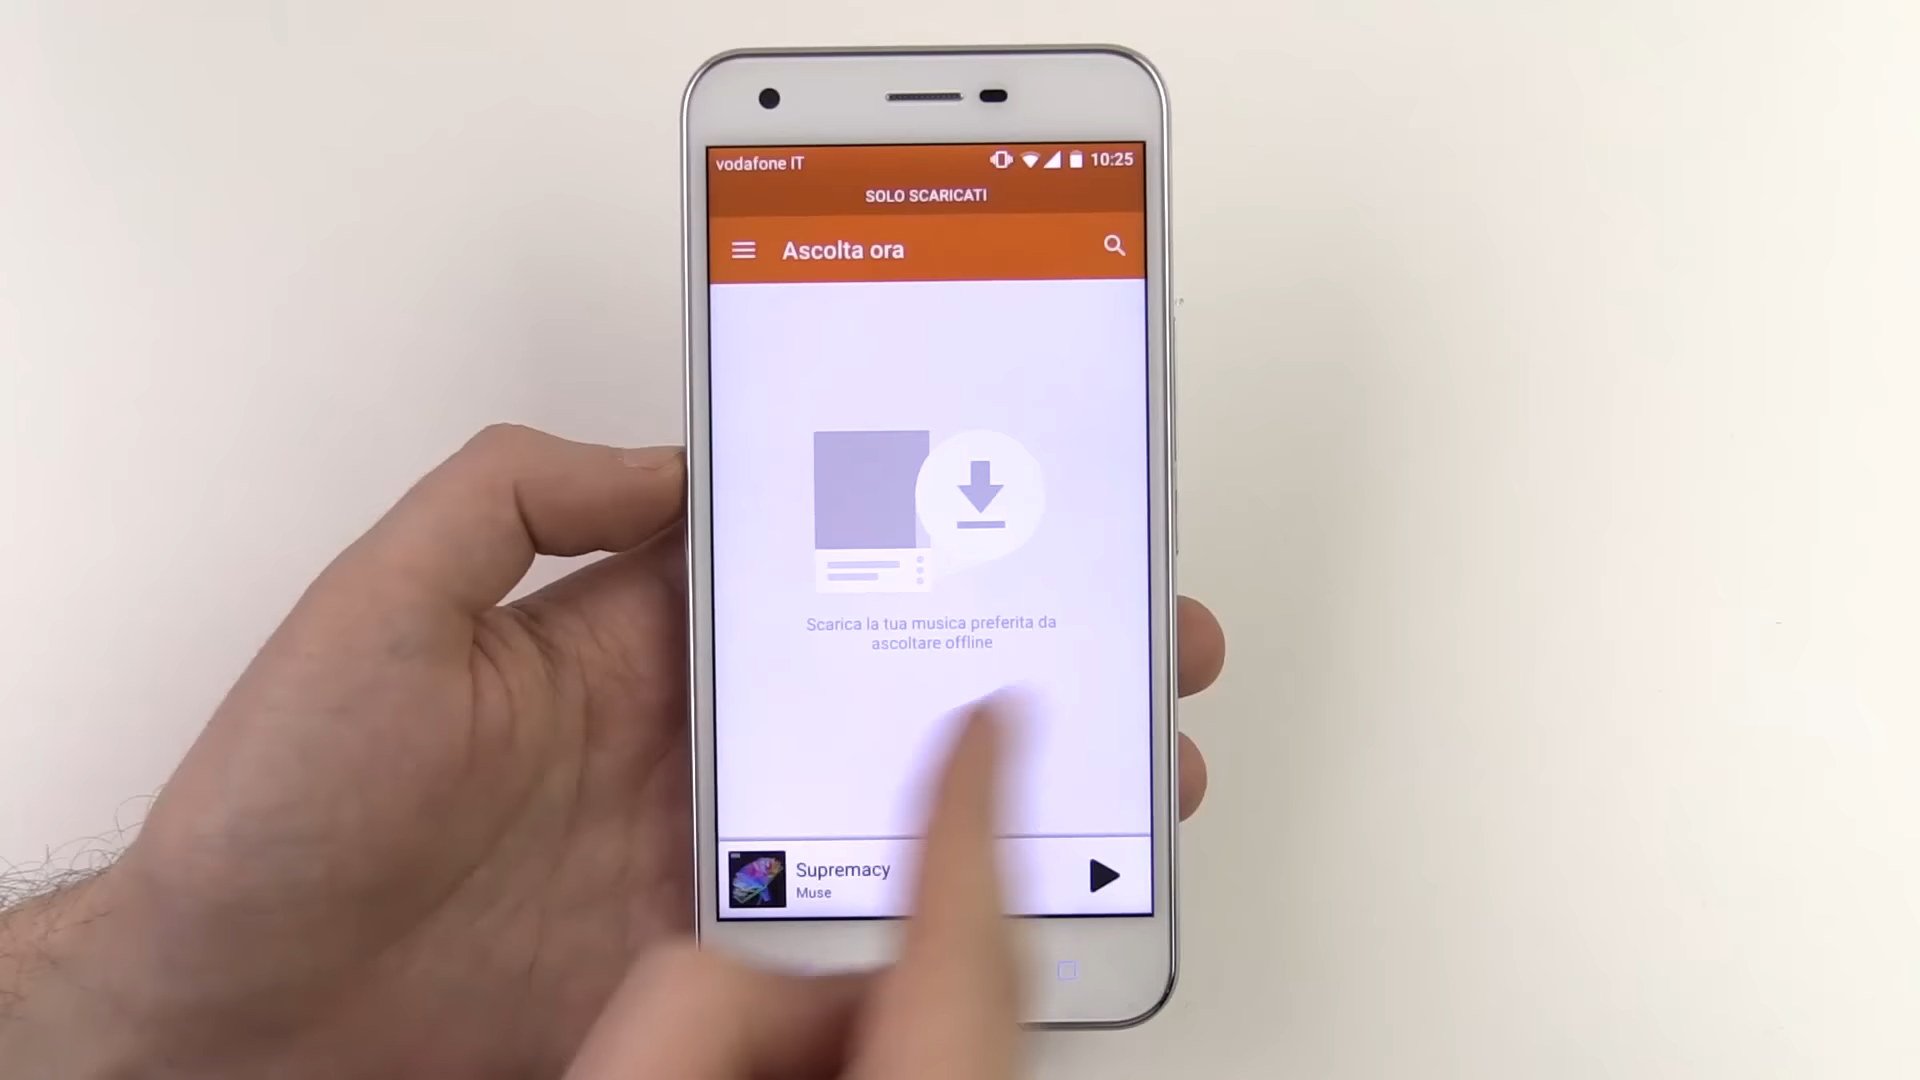 vodafone IT
10:25
SOLO SCARICATI
Ascolta ora
Scarica la tua musica preferita da
ascoltare offline
Supremacy
Muse